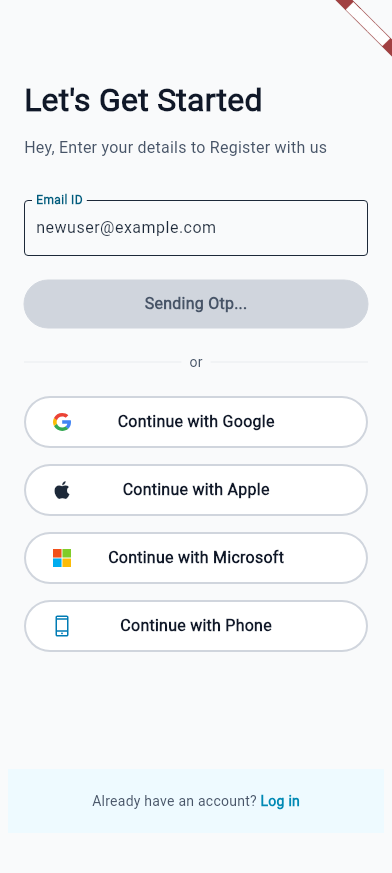 Let's Get Started
Hey, Enter your details to Register with us
Email ID
newuser@example.com
Sending Otp...
or
Continue with Google
Continue with Apple
Continue with Microsoft
Continue with Phone
Already have an account? Log in